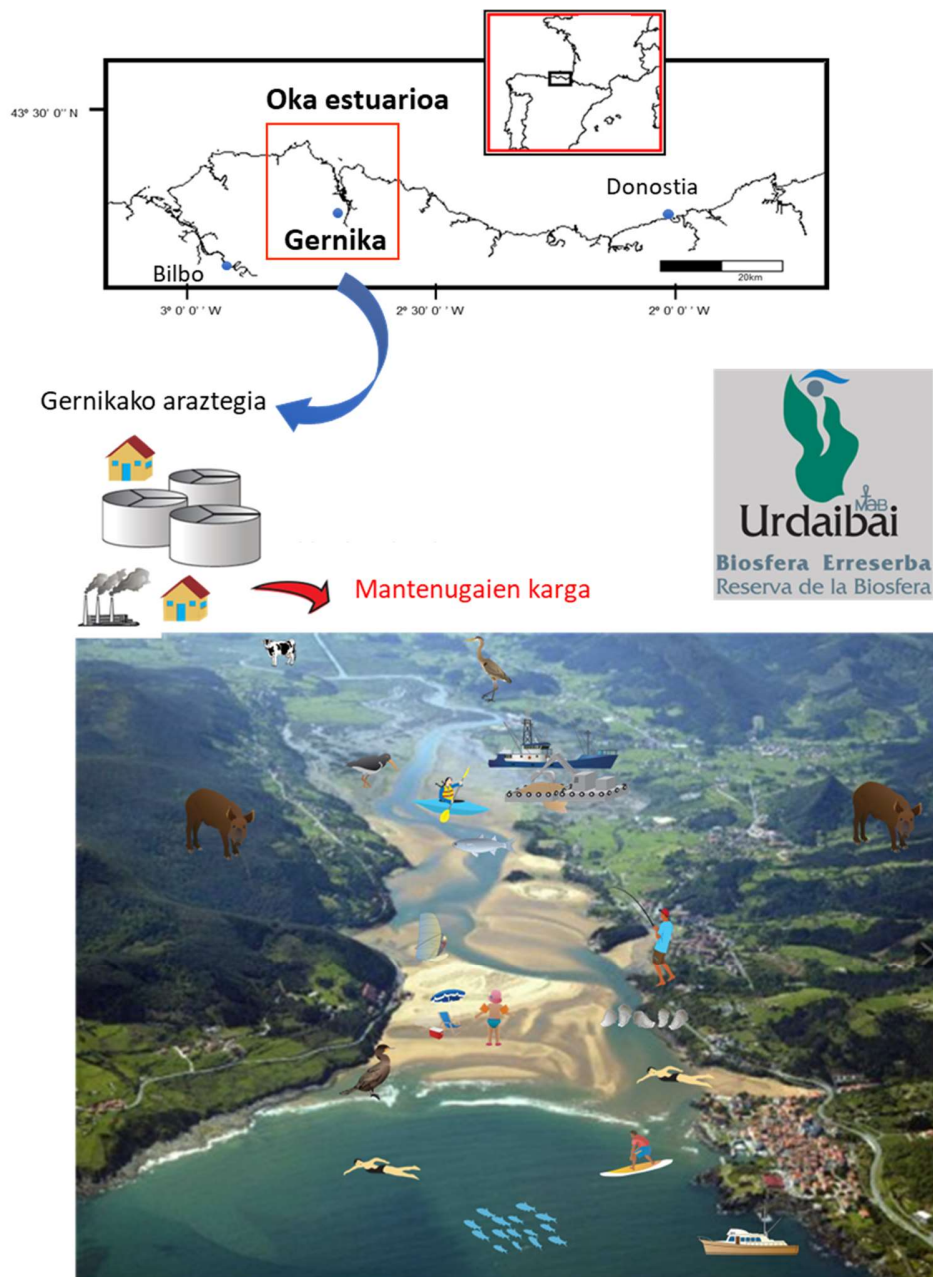 Oka estuarioa
43º 30' 0'' N
Donostia
Gernika
Bilbo
20km
3º 0' 0' ' W
2º 30' 0' ' W
2º 0' 0' ' W
Gernikako araztegia
MaB
Urdaibai
Biosfera Erreserba
Reserva de la Biosfera
Mantenugaien karga